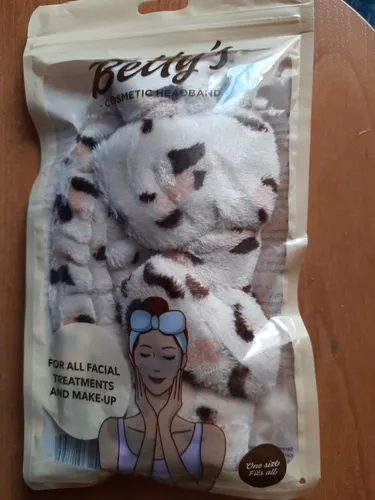 Betty's
- COSMETIC HEADBAND -
FOR ALL FACIAL
TREATMENTS
AND MAKE-UP
One size
Fits all